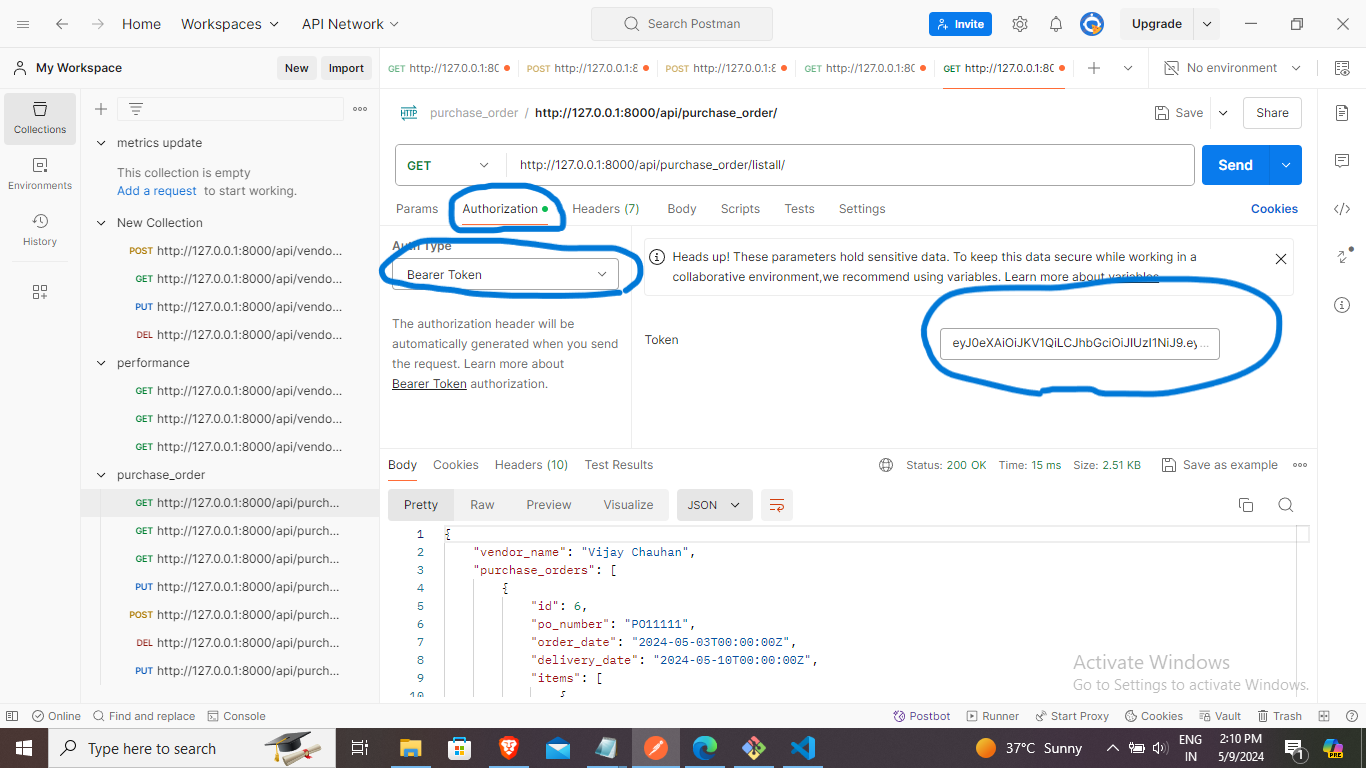 Home Workspaces API Network Search Postman Invite Upgrade
My Workspace New Import GET http://127.0.0.1:80 POST http://127.0.0.1:8 POST http://127.0.0.1:8 GET http://127.0.0.1:80 GET http://127.0.0.1:80 No environment
Collections
Environments
History
metrics update
This collection is empty
Add a request to start working.
New Collection
POST http://127.0.0.1:8000/api/vendo...
GET http://127.0.0.1:8000/api/vendo...
PUT http://127.0.0.1:8000/api/vendo...
DEL http://127.0.0.1:8000/api/vendo...
performance
GET http://127.0.0.1:8000/api/vendo...
GET http://127.0.0.1:8000/api/vendo...
GET http://127.0.0.1:8000/api/vendo...
purchase_order
GET http://127.0.0.1:8000/api/purch...
GET http://127.0.0.1:8000/api/purch...
GET http://127.0.0.1:8000/api/purch...
PUT http://127.0.0.1:8000/api/purch...
POST http://127.0.0.1:8000/api/purch...
DEL http://127.0.0.1:8000/api/purch...
PUT http://127.0.0.1:8000/api/purch...
HTTP purchase_order / http://127.0.0.1:8000/api/purchase_order/ Save Share
GET http://127.0.0.1:8000/api/purchase_order/listall/ Send
Params Authorization Headers (7) Body Scripts Tests Settings Cookies
Auth Type
Bearer Token
The authorization header will be
automatically generated when you send
the request. Learn more about
Bearer Token authorization.
Heads up! These parameters hold sensitive data. To keep this data secure while working in a
collaborative environment,we recommend using variables. Learn more about variables
Token eyJ0eXAiOiJKV1QiLCJhbGciOiJIUzI1NiJ9.ey...
Body Cookies Headers (10) Test Results Status: 200 OK Time: 15 ms Size: 2.51 KB Save as example
Pretty Raw Preview Visualize JSON
1 {
2 "vendor_name": "Vijay Chauhan",
3 "purchase_orders": [
4 {
5 "id": 6,
6 "po_number": "PO11111",
7 "order_date": "2024-05-03T00:00:00Z",
8 "delivery_date": "2024-05-10T00:00:00Z",
9 "items": [
10 {
Activate Windows
Go to Settings to activate Windows.
Online Find and replace Console Postbot Runner Start Proxy Cookies Vault Trash
Type here to search 37°C Sunny ENG IN 2:10 PM 5/9/2024 1 PRE